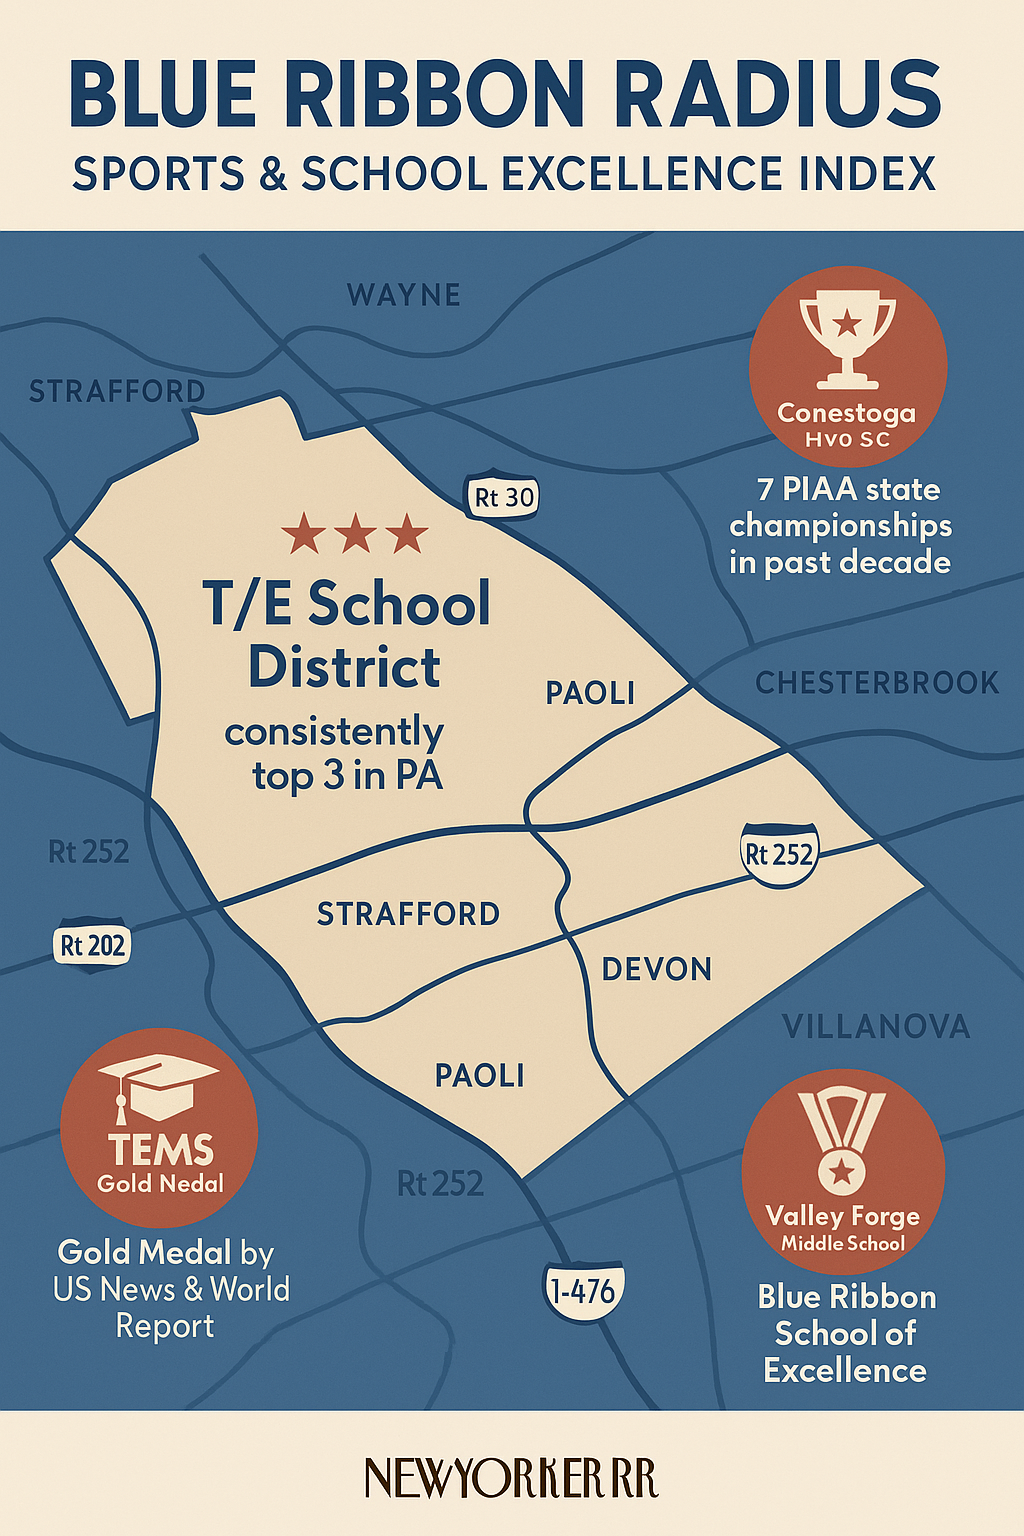 BLUE RIBBON RADIUS
SPORTS & SCHOOL EXCELLENCE INDEX
WAYNE
STRAFFORD
Conestoga
Hvo SC
7 PIAA state
championships
in past decade
Rt 30
T/E School
District
consistently
top 3 in PA
PAOLI
CHESTERBROOK
Rt 252
Rt 252
STRAFFORD
Rt 202
DEVON
VILLANOVA
PAOLI
TEMS
Gold Nedal
Gold Medal by
US News & World
Report
Rt 252
1-476
Valley Forge
Middle School
Blue Ribbon
School of
Excellence
NEWYORKER RR